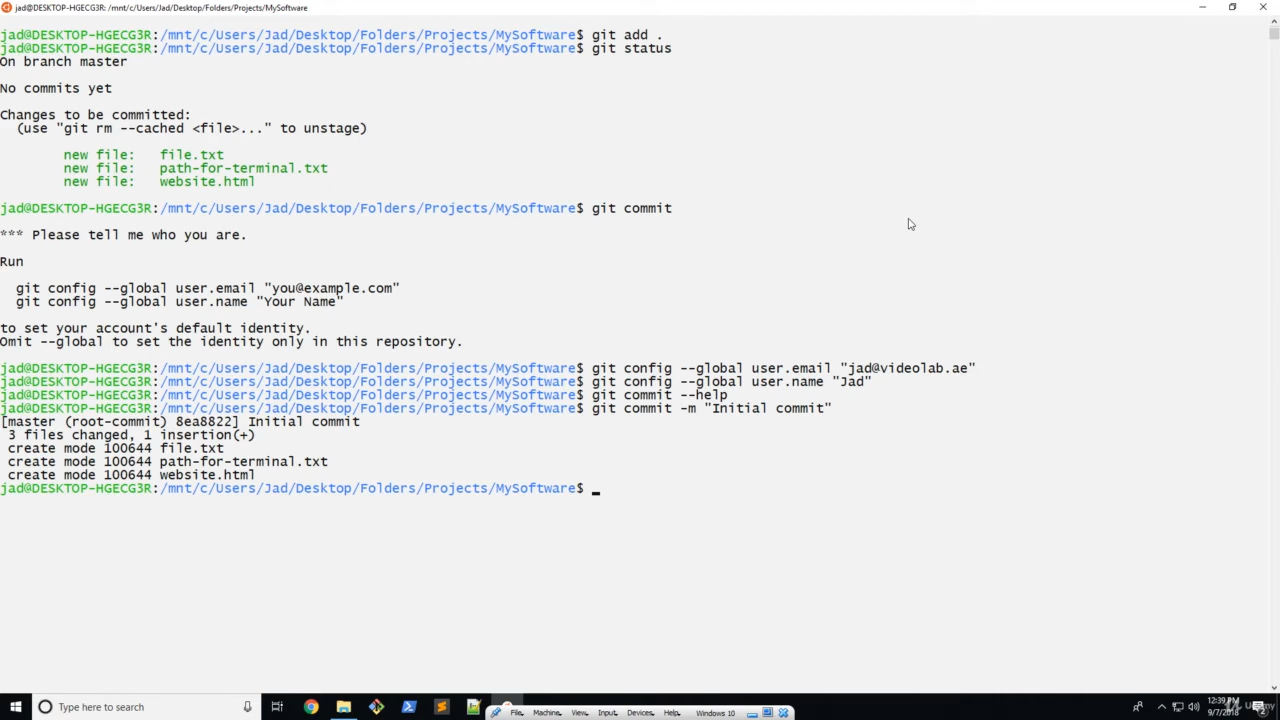 jad@DESKTOP-HGECG3R: /mnt/c/Users/Jad/Desktop/Folders/Projects/MySoftware
jad@DESKTOP-HGECG3R:/mnt/c/Users/Jad/Desktop/Folders/Projects/MySoftware$ git add .
jad@DESKTOP-HGECG3R:/mnt/c/Users/Jad/Desktop/Folders/Projects/MySoftware$ git status
On branch master
No commits yet
Changes to be committed:
(use "git rm --cached <file>..." to unstage)
new file: file.txt
new file: path-for-terminal.txt
new file: website.html
jad@DESKTOP-HGECG3R:/mnt/c/Users/Jad/Desktop/Folders/Projects/MySoftware$ git commit
*** Please tell me who you are.
Run
git config --global user.email "you@example.com"
git config --global user.name "Your Name"
to set your account's default identity.
Omit --global to set the identity only in this repository.
jad@DESKTOP-HGECG3R:/mnt/c/Users/Jad/Desktop/Folders/Projects/MySoftware$ git config --global user.email "jad@videolab.ae"
jad@DESKTOP-HGECG3R:/mnt/c/Users/Jad/Desktop/Folders/Projects/MySoftware$ git config --global user.name "Jad"
jad@DESKTOP-HGECG3R:/mnt/c/Users/Jad/Desktop/Folders/Projects/MySoftware$ git commit --help
jad@DESKTOP-HGECG3R:/mnt/c/Users/Jad/Desktop/Folders/Projects/MySoftware$ git commit -m "Initial commit"
[master (root-commit) 8ea8822] Initial commit
3 files changed, 1 insertion(+)
create mode 100644 file.txt
create mode 100644 path-for-terminal.txt
create mode 100644 website.html
jad@DESKTOP-HGECG3R:/mnt/c/Users/Jad/Desktop/Folders/Projects/MySoftware$
Type here to search
File Machine View Input Devices Help Windows 10
12:39 PM
9/7/2018
Udemy